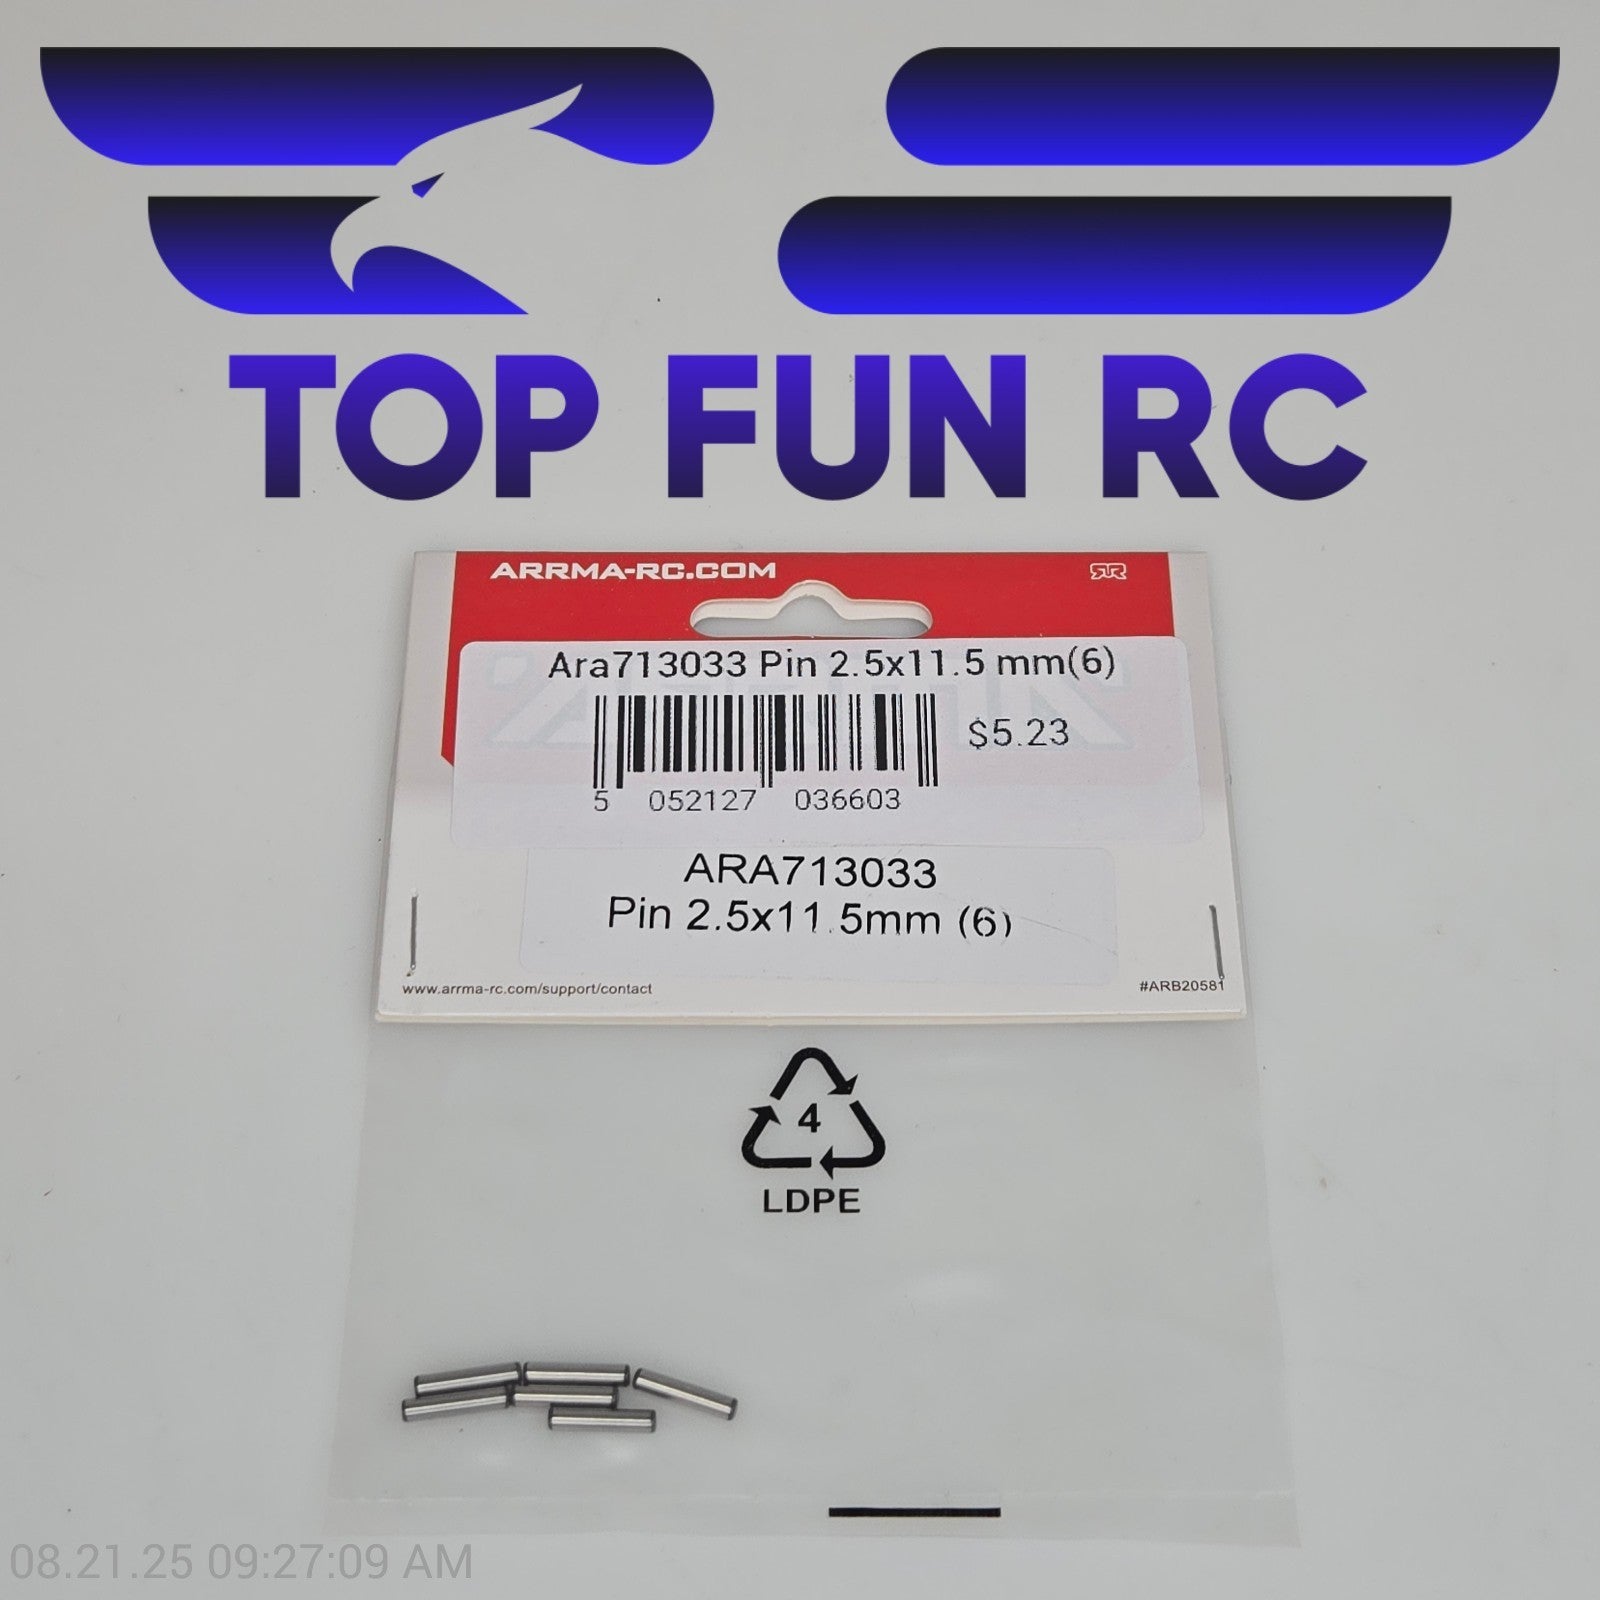 TOP FUN RC
ARRMA-RC.COM
Ara713033 Pin 2.5x11.5 mm(6)
$5.23
5 052127 036603
ARA713033
Pin 2.5x11.5mm (6)
www.arrma-rc.com/support/contact
#ARB20581
4
LDPE
08.21.25 09:27:09 AM